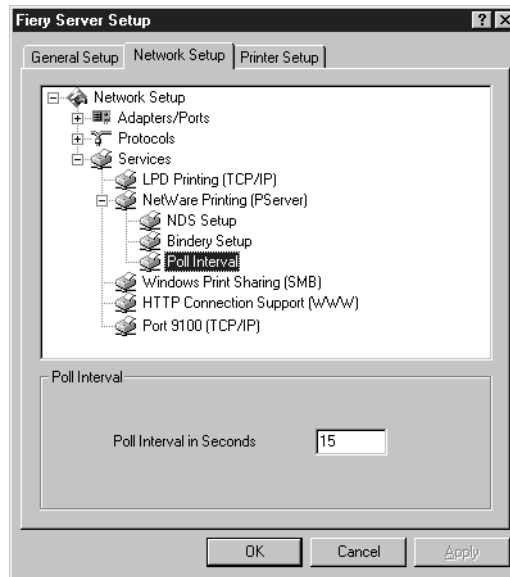 Fiery Server Setup
General Setup
Network Setup
Printer Setup
Network Setup
Adapters/Ports
Protocols
Services
LPD Printing (TCP/IP)
NetWare Printing (PServer)
NDS Setup
Bindery Setup
Poll Interval
Windows Print Sharing (SMB)
HTTP Connection Support (WWW)
Port 9100 (TCP/IP)
Poll Interval
Poll Interval in Seconds 15
OK Cancel Apply